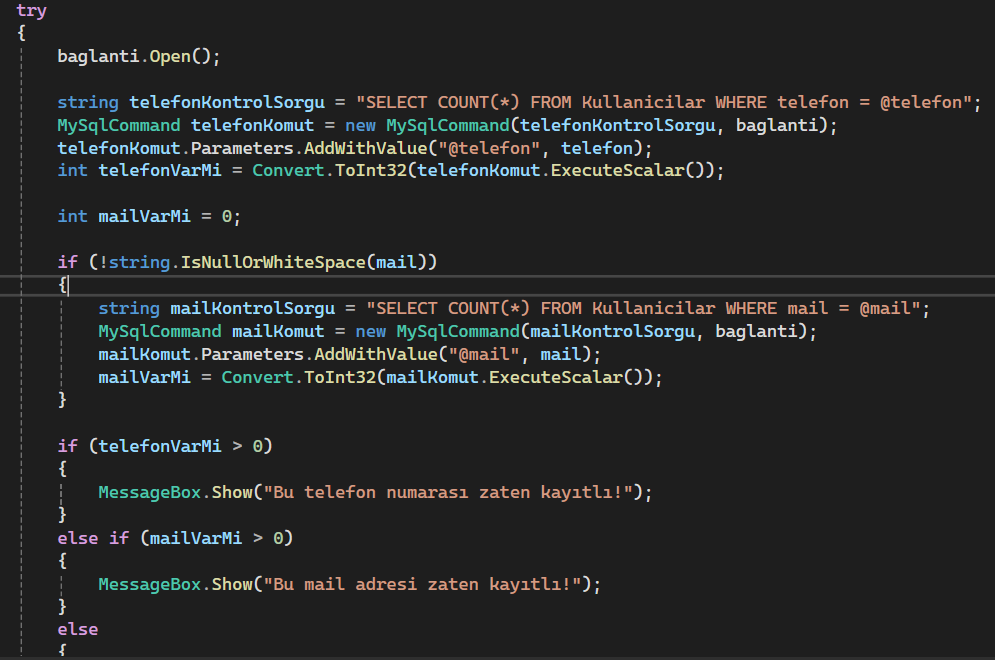 try
{
baglanti.Open();
string telefonKontrolSorgu = "SELECT COUNT(*) FROM Kullanicilar WHERE telefon = @telefon";
MySqlCommand telefonKomut = new MySqlCommand(telefonKontrolSorgu, baglanti);
telefonKomut.Parameters.AddWithValue("@telefon", telefon);
int telefonVarMi = Convert.ToInt32(telefonKomut.ExecuteScalar());
int mailVarMi = 0;
if (!string.IsNullOrWhiteSpace(mail))
{
string mailKontrolSorgu = "SELECT COUNT(*) FROM Kullanicilar WHERE mail = @mail";
MySqlCommand mailKomut = new MySqlCommand(mailKontrolSorgu, baglanti);
mailKomut.Parameters.AddWithValue("@mail", mail);
mailVarMi = Convert.ToInt32(mailKomut.ExecuteScalar());
}
if (telefonVarMi > 0)
{
MessageBox.Show("Bu telefon numarası zaten kayıtlı!");
}
else if (mailVarMi > 0)
{
MessageBox.Show("Bu mail adresi zaten kayıtlı!");
}
else
{